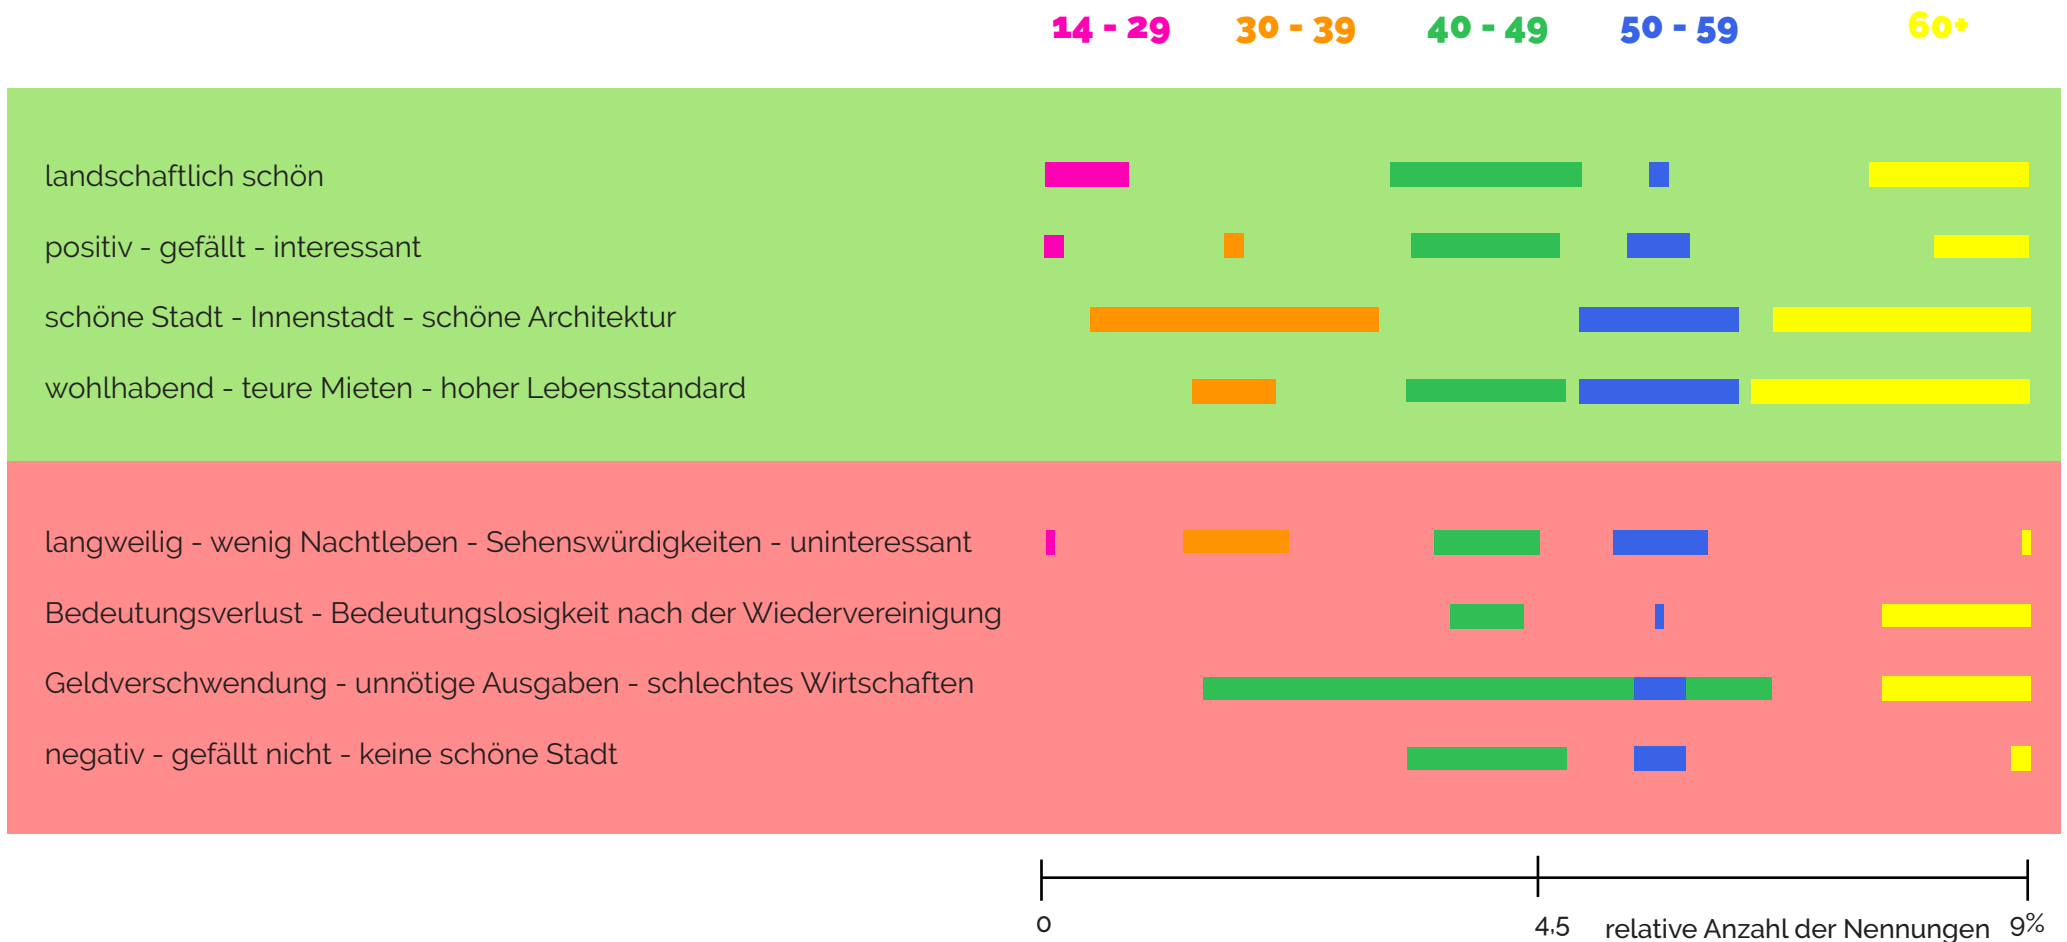 14 - 29 30 - 39 40 - 49 50 - 59 60+
landschaftlich schön
positiv - gefällt - interessant
schöne Stadt - Innenstadt - schöne Architektur
wohlhabend - teure Mieten - hoher Lebensstandard
langweilig - wenig Nachtleben - Sehenswürdigkeiten - uninteressant
Bedeutungsverlust - Bedeutungslosigkeit nach der Wiedervereinigung
Geldverschwendung - unnötige Ausgaben - schlechtes Wirtschaften
negativ - gefällt nicht - keine schöne Stadt
0 4,5 relative Anzahl der Nennungen 9%